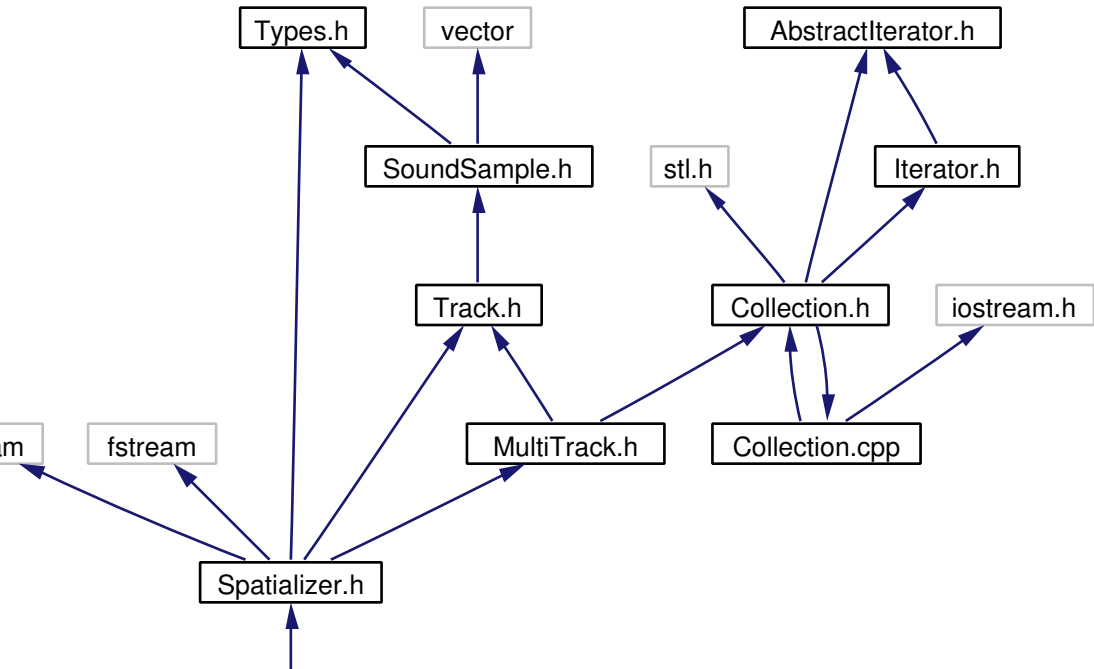 Types.h
vector
AbstractIterator.h
SoundSample.h
stl.h
Iterator.h
Track.h
Collection.h
iostream.h
fstream
MultiTrack.h
Collection.cpp
Spatializer.h